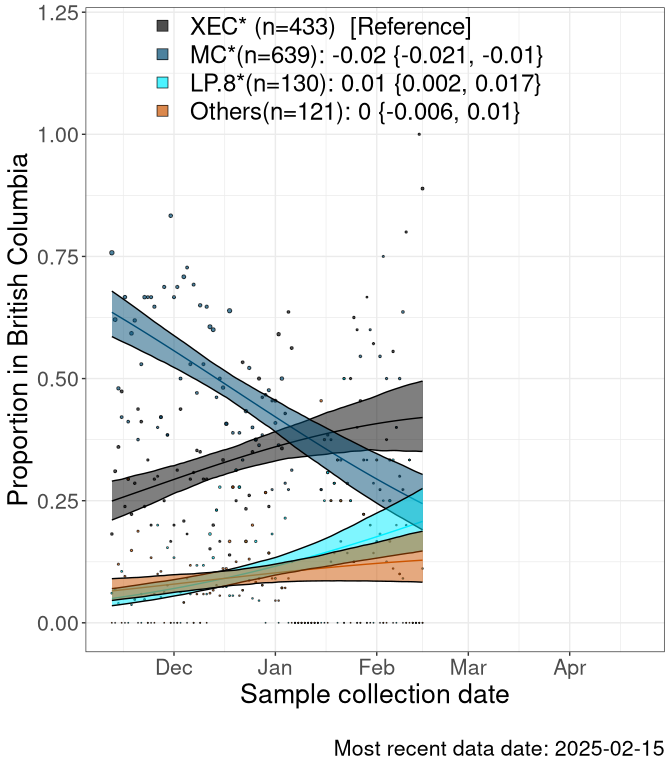 XEC* (n=433)  [Reference]
MC*(n=639): -0.02 {-0.021, -0.01}
LP.8*(n=130): 0.01 {0.002, 0.017}
Others(n=121): 0 {-0.006, 0.01}
1.25
1.00
0.75
0.50
0.25
0.00
Proportion in British Columbia
Dec Jan Feb Mar Apr
Sample collection date
Most recent data date: 2025-02-15